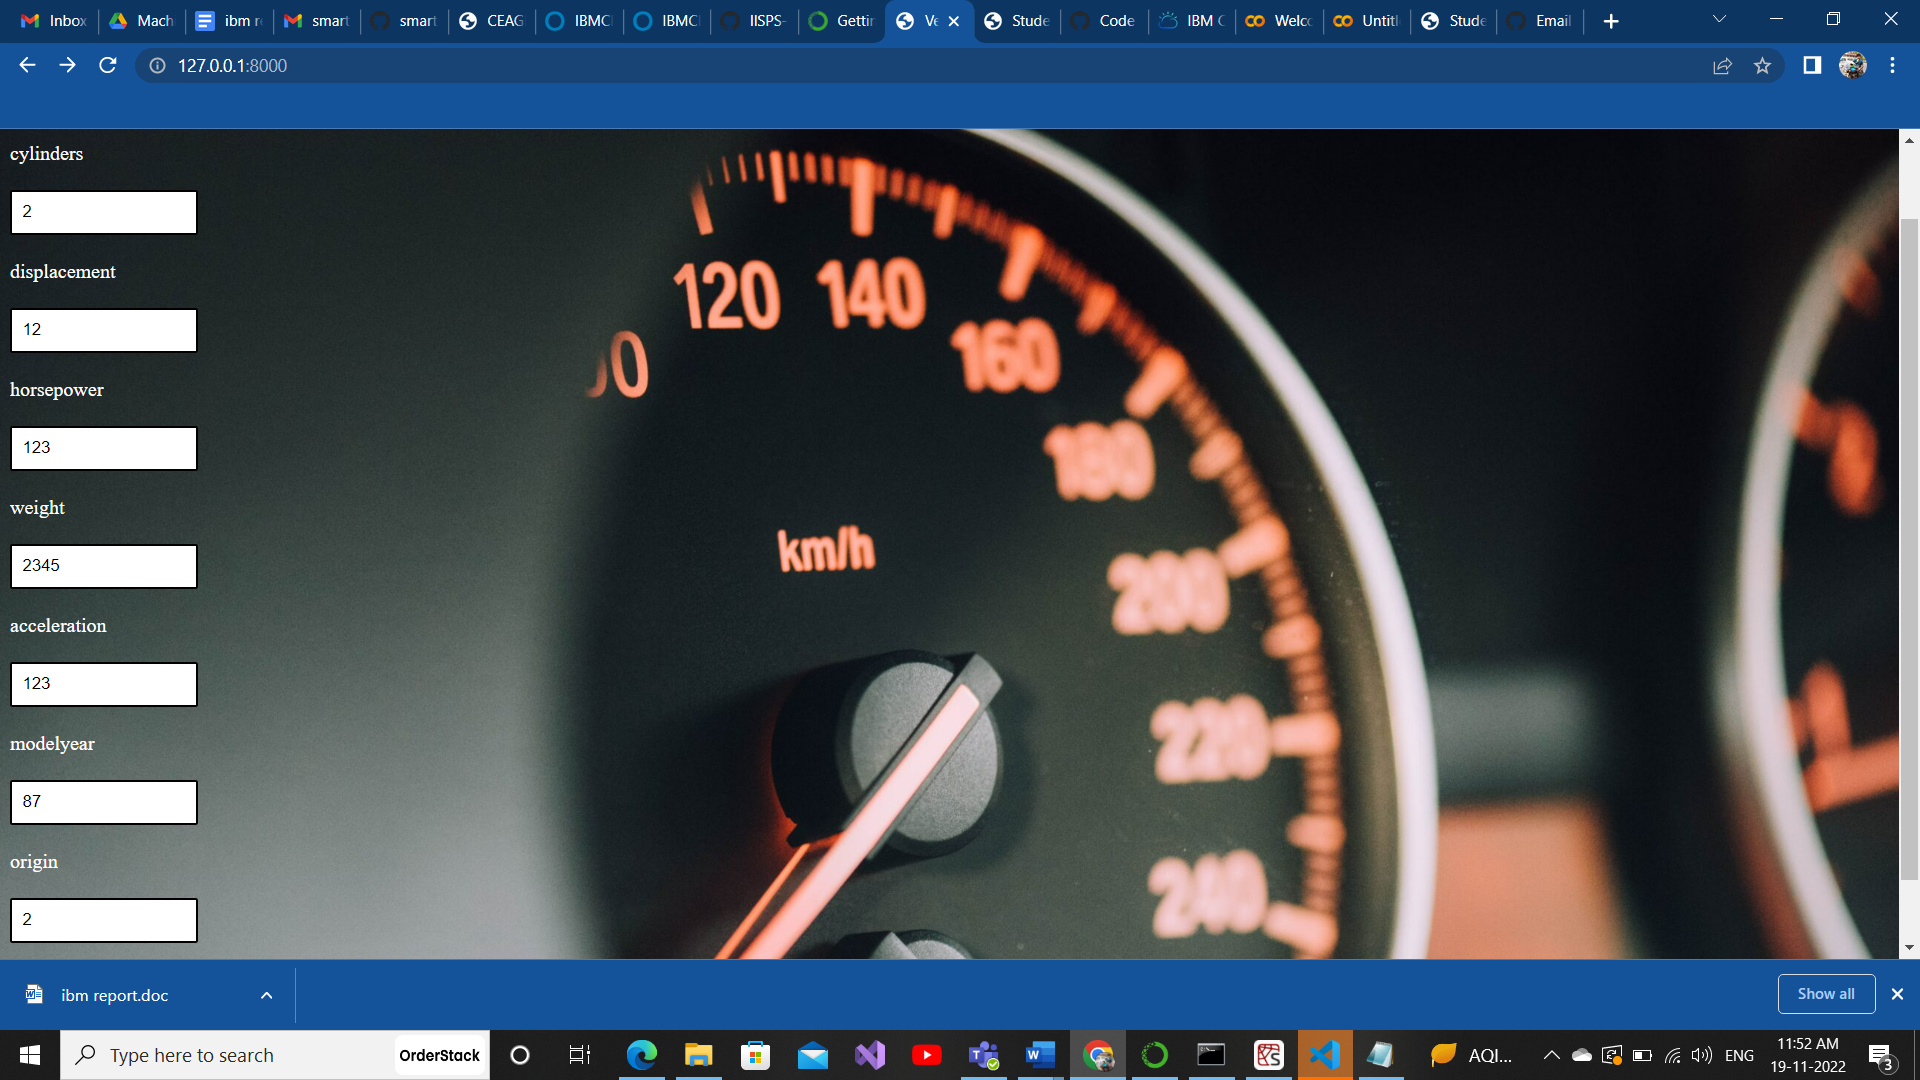 Inbox
Mach
ibm re
smart
smart
CEAG
IBMC
IBMC
IISPS-
Gettin
Ve
Stude
Code
IBM C
Welco
Untitl
Stude
Email
127.0.0.1:8000
cylinders
2
displacement
12
horsepower
123
weight
2345
acceleration
123
modelyear
87
origin
2
120 140
160
180
km/h
200
220
240
ibm report.doc
Show all
Type here to search
OrderStack
AQI...
ENG
11:52 AM
19-11-2022
3